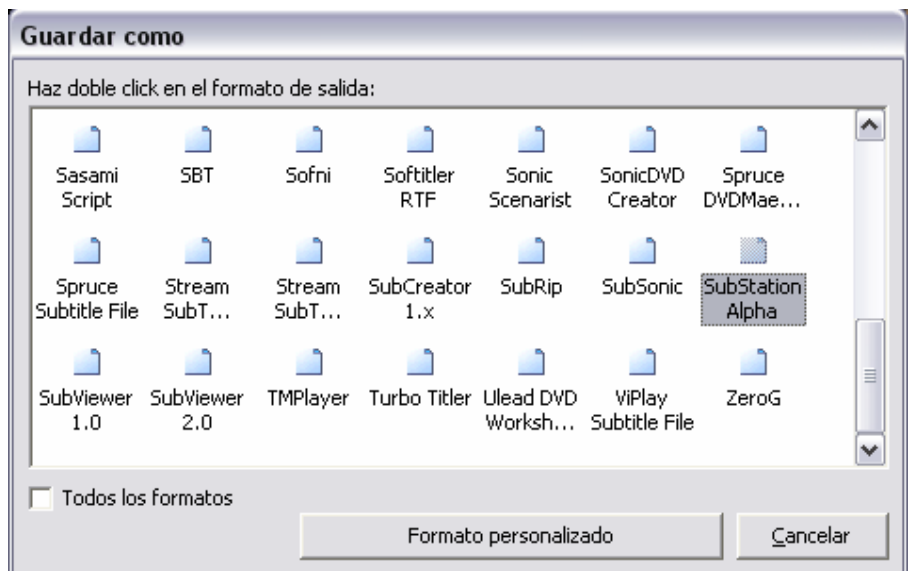 Guardar como
Haz doble click en el formato de salida:
Sasami SBT Sofni Softitler Sonic SonicDVD Spruce
Script RTF Scenarist Creator DVDMae...
Spruce Stream Stream SubCreator SubRip SubSonic SubStation
Subtitle File SubT... SubT... 1.x Alpha
SubViewer SubViewer TMPlayer Turbo Titler Ulead DVD ViPlay ZeroG
1.0 2.0 Worksh... Subtitle File
Todos los formatos
Formato personalizado Cancelar